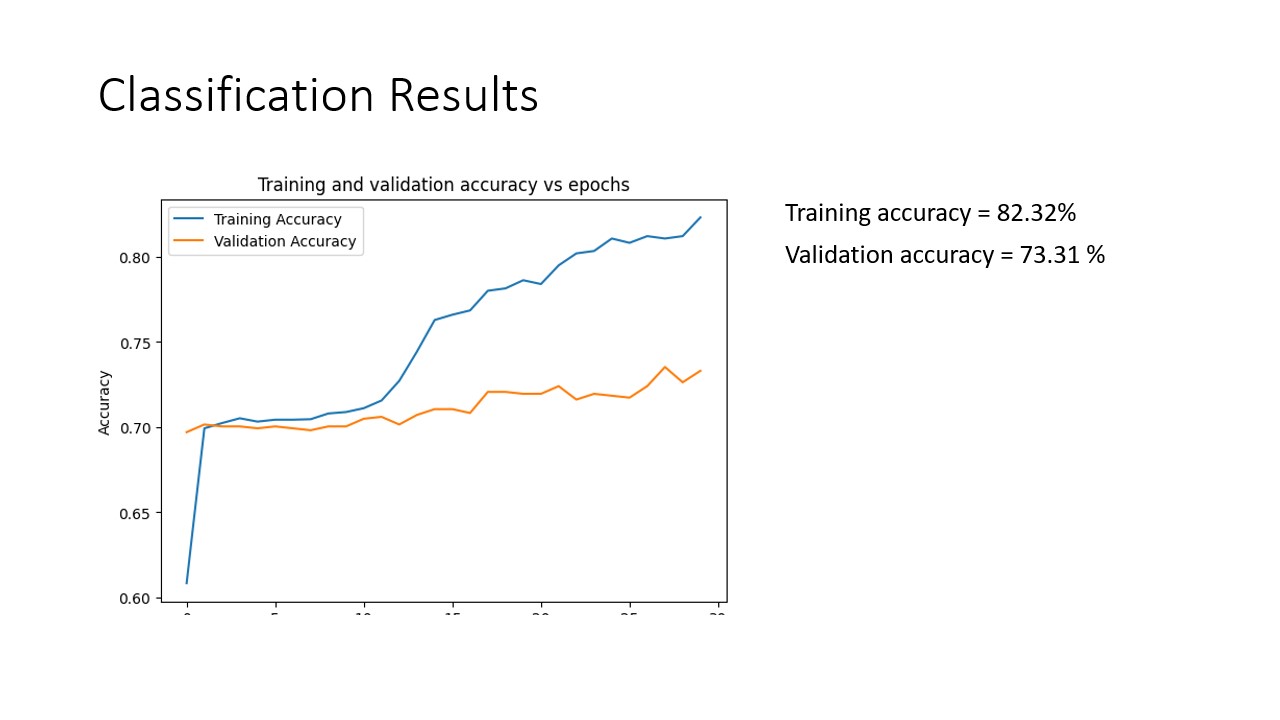 Classification Results
Training and validation accuracy vs epochs
Training Accuracy
Validation Accuracy
0.80
0.75
0.70
0.65
0.60
Accuracy
Training accuracy = 82.32%
Validation accuracy = 73.31 %